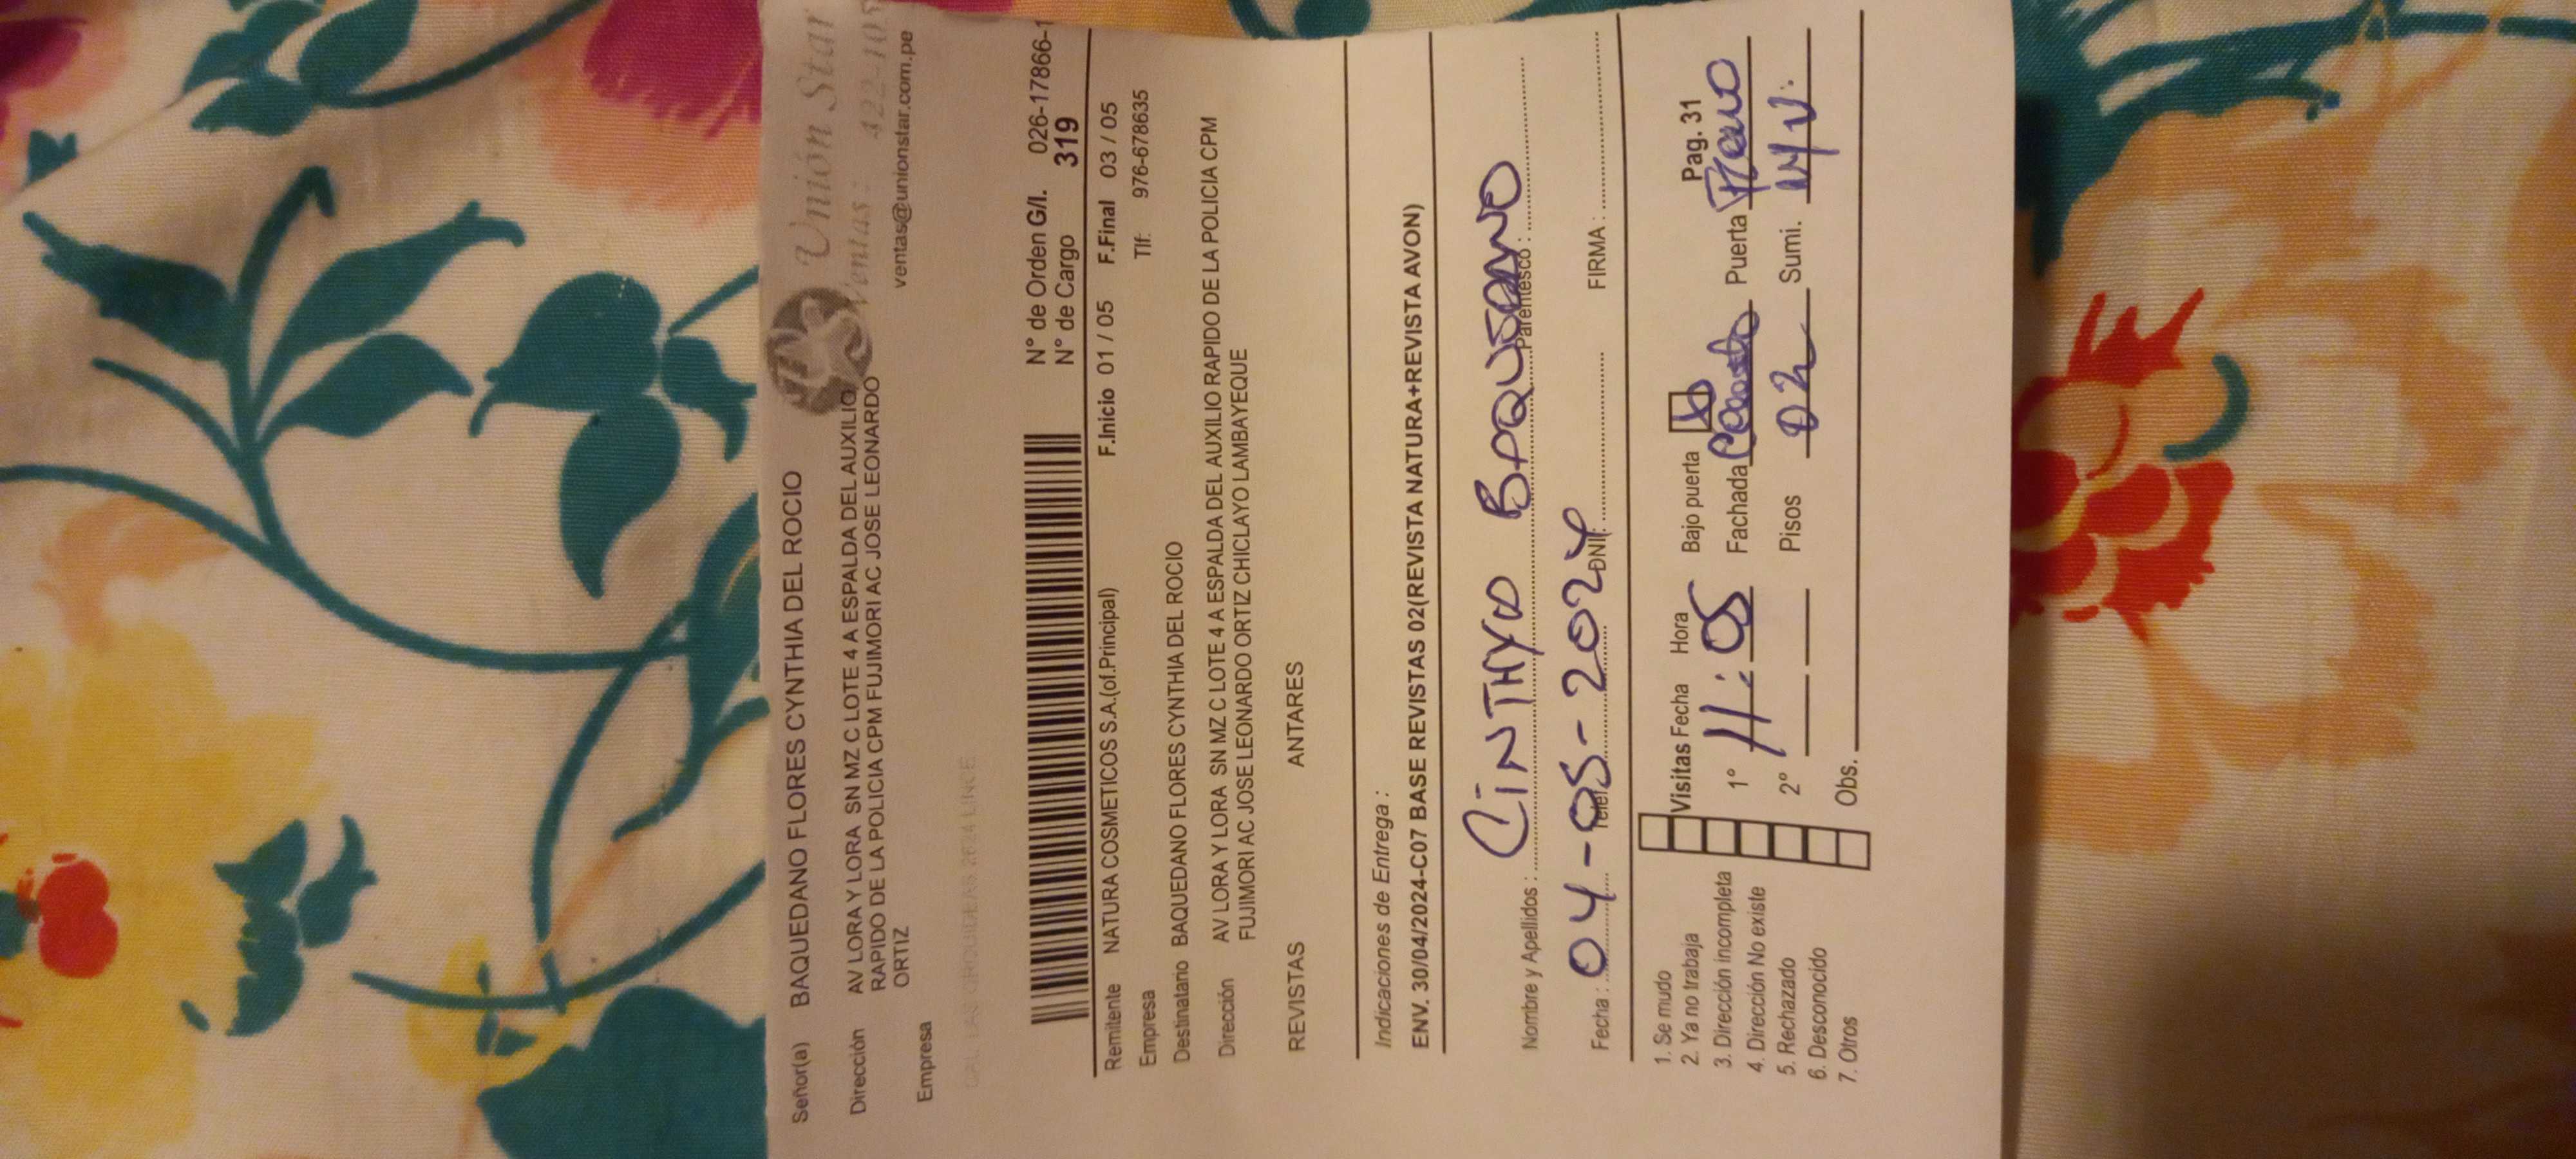 Señor(a) BAQUEDANO FLORES CYNTHIA DEL ROCIO
Unión Star
Ventas : 422-10
ventas@unionstar.com.pe
Dirección AV LORA Y LORA SN MZ C LOTE 4 A ESPALDA DEL AUXILIO
RAPIDO DE LA POLICIA CPM FUJIMORI AC JOSE LEONARDO
ORTIZ
Empresa
N° de Orden G/I. 026-17866-1
N° de Cargo 319
F.Inicio 01 / 05 F.Final 03 / 05
Remitente NATURA COSMETICOS S.A.(of.Principal)
Empresa Tlf: 976-678635
Destinatario BAQUEDANO FLORES CYNTHIA DEL ROCIO
Dirección AV LORA Y LORA SN MZ C LOTE 4 A ESPALDA DEL AUXILIO RAPIDO DE LA POLICIA CPM
FUJIMORI AC JOSE LEONARDO ORTIZ CHICLAYO LAMBAYEQUE
REVISTAS ANTARES
Indicaciones de Entrega :
ENV. 30/04/2024-C07 BASE REVISTAS 02(REVISTA NATURA+REVISTA AVON)
Nombre y Apellidos : CINTHYA BAQUEDANO Parentesco :
Fecha : 04-05-2024 Telef. DNI: FIRMA :
1. Se mudo
2. Ya no trabaja
3. Dirección incompleta
4. Dirección No existe
5. Rechazado
6. Desconocido
7. Otros
Visitas Fecha Hora Bajo puerta Pag. 31
1° 11:05 Fachada Puerta
2° Pisos 02 Sumi.
Obs.